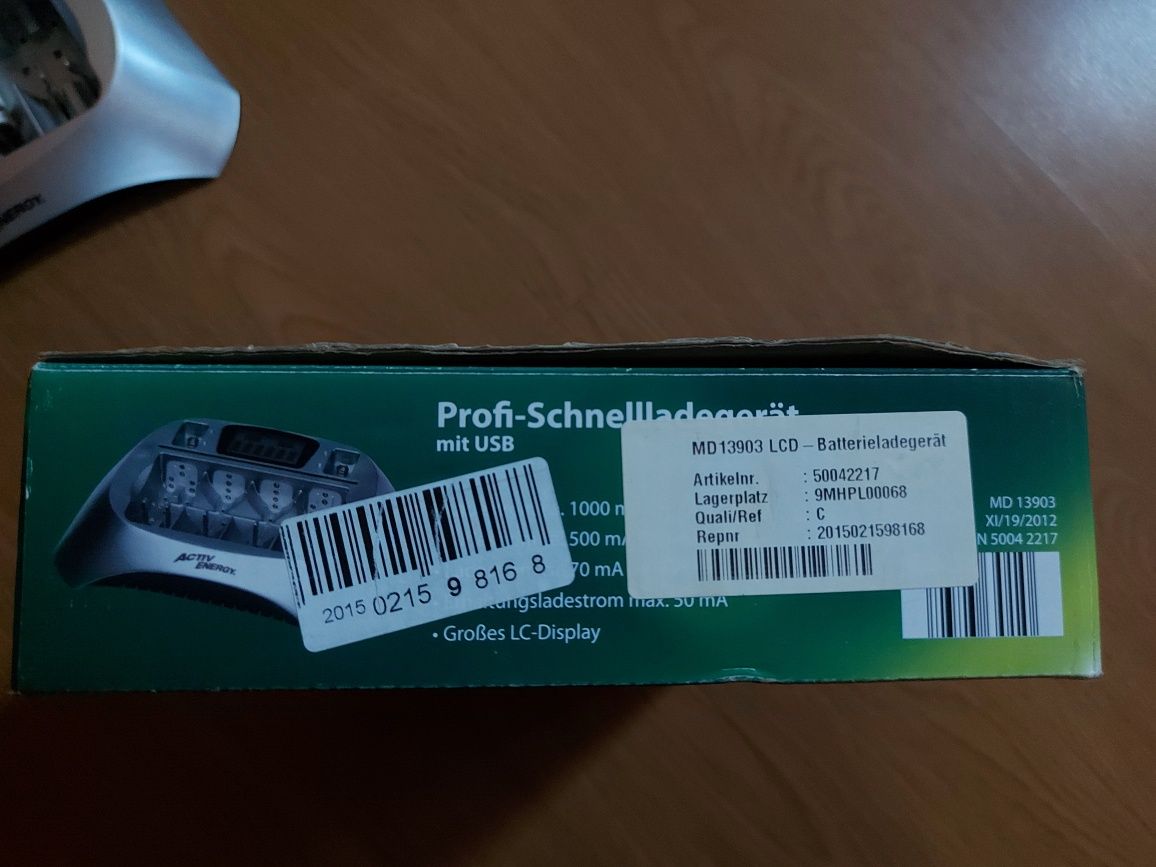 ENERGY
Profi-Schnellladegerät
mit USB
MD13903 LCD – Batterieladegerät
Artikelnr. : 50042217
Lagerplatz : 9MHPL00068
Quali/Ref : C
Repnr : 2015021598168
. 1000 m
500 m
70 mA
ladestrom max. 50 mA
• Großes LC-Display
2015 0215 9 816 8
ACTIV
ENERGY.
MD 13903
XI/19/2012
N 5004 2217